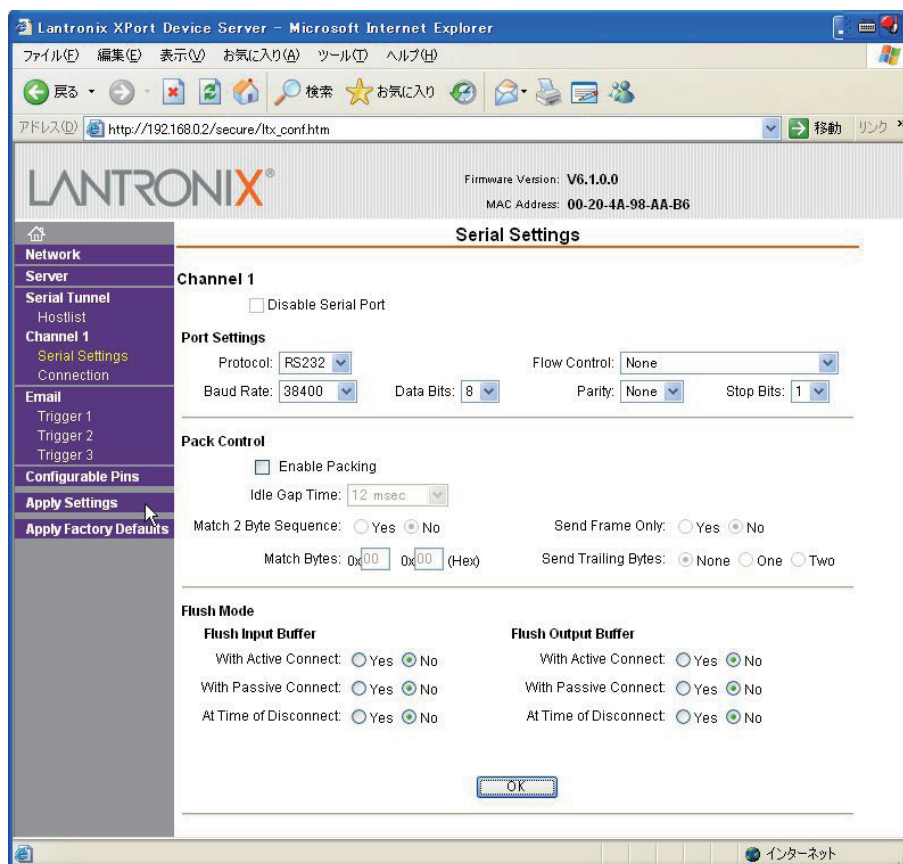 Lantronix XPort Device Server - Microsoft Internet Explorer
ファイル(F) 編集(E) 表示(V) お気に入り(A) ツール(T) ヘルプ(H)
戻る 検索 お気に入り
アドレス(D) http://192.168.0.2/secure/ltx_conf.htm 移動 リンク »
LANTRONIX®
Firmware Version: V6.1.0.0
MAC Address: 00-20-4A-98-AA-B6
Network
Server
Serial Tunnel
Hostlist
Channel 1
Serial Settings
Connection
Email
Trigger 1
Trigger 2
Trigger 3
Configurable Pins
Apply Settings
Apply Factory Defaults
Serial Settings
Channel 1
Disable Serial Port
Port Settings
Protocol: RS232 Flow Control: None
Baud Rate: 38400 Data Bits: 8 Parity: None Stop Bits: 1
Pack Control
Enable Packing
Idle Gap Time: 12 msec
Match 2 Byte Sequence: Yes No Send Frame Only: Yes No
Match Bytes: 0x00 0x00 (Hex) Send Trailing Bytes: None One Two
Flush Mode
Flush Input Buffer Flush Output Buffer
With Active Connect: Yes No With Active Connect: Yes No
With Passive Connect: Yes No With Passive Connect: Yes No
At Time of Disconnect: Yes No At Time of Disconnect: Yes No
OK
インターネット